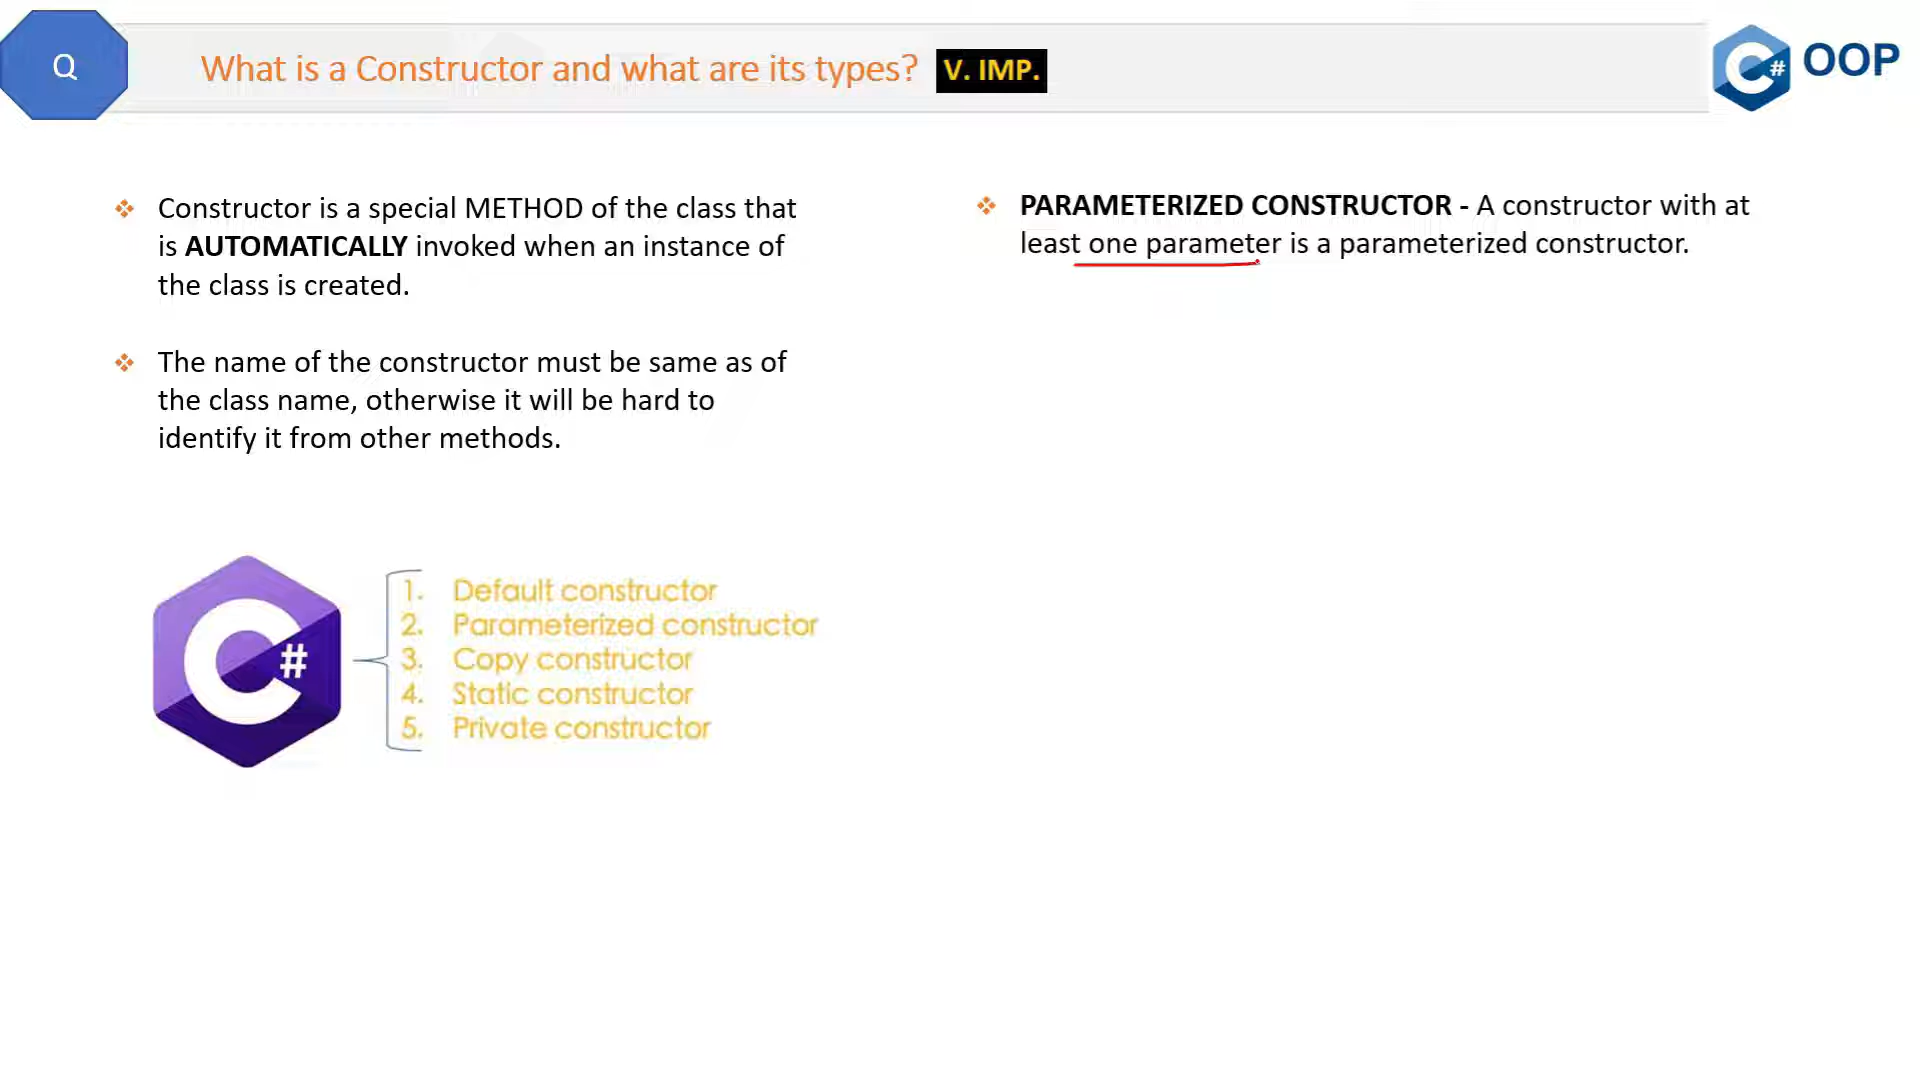 Q
What is a Constructor and what are its types? V. IMP.
C# OOP
Constructor is a special METHOD of the class that
is AUTOMATICALLY invoked when an instance of
the class is created.
The name of the constructor must be same as of
the class name, otherwise it will be hard to
identify it from other methods.
C#
1. Default constructor
2. Parameterized constructor
3. Copy constructor
4. Static constructor
5. Private constructor
PARAMETERIZED CONSTRUCTOR - A constructor with at
least one parameter is a parameterized constructor.